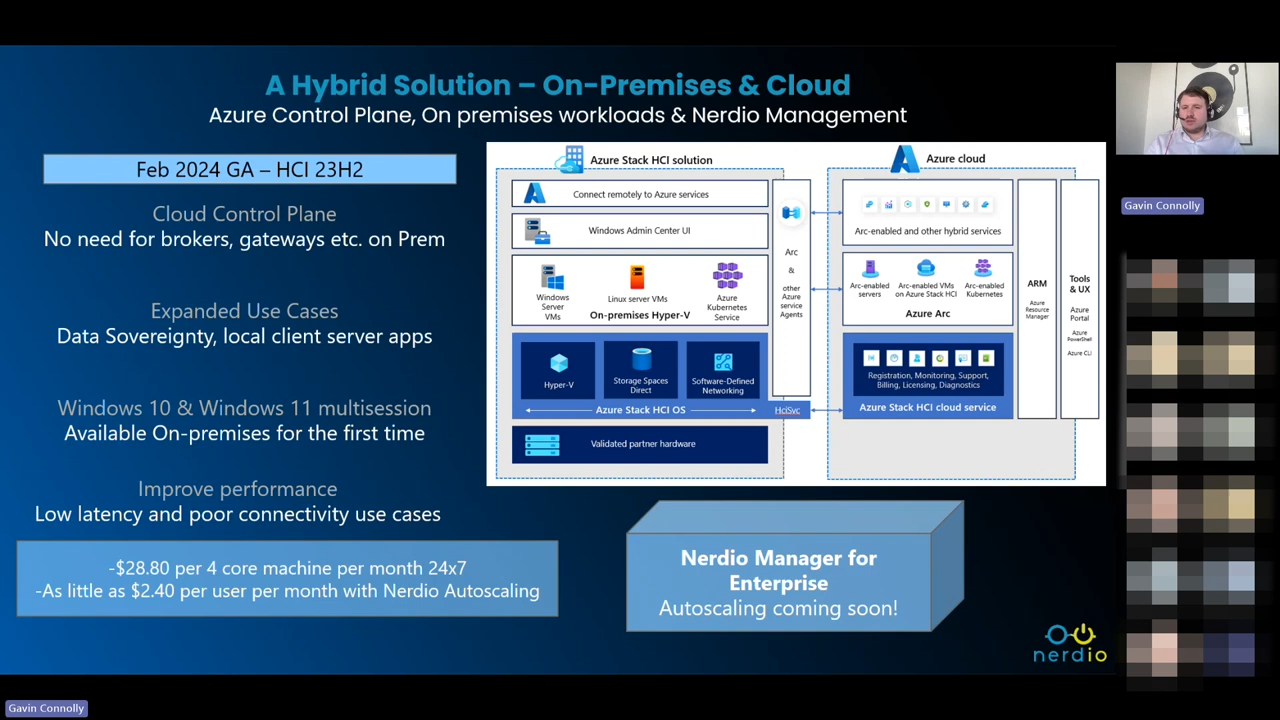 A Hybrid Solution – On-Premises & Cloud
Azure Control Plane, On premises workloads & Nerdio Management
Feb 2024 GA – HCI 23H2
Cloud Control Plane
No need for brokers, gateways etc. on Prem
Expanded Use Cases
Data Sovereignty, local client server apps
Windows 10 & Windows 11 multisession
Available On-premises for the first time
Improve performance
Low latency and poor connectivity use cases
-$28.80 per 4 core machine per month 24x7
-As little as $2.40 per user per month with Nerdio Autoscaling
Azure Stack HCI solution
Connect remotely to Azure services
Windows Admin Center UI
Windows
Server
VMs
Linux server VMs
Azure
Kubernetes
Service
On-premises Hyper-V
Hyper-V
Storage Spaces
Direct
Software-Defined
Networking
Azure Stack HCI OS
Validated partner hardware
Arc
&
other
Azure
service
Agents
HciSvc
Azure cloud
Arc-enabled and other hybrid services
Arc-enabled
servers
Arc-enabled VMs
on Azure Stack HCI
Arc-enabled
Kubernetes
Azure Arc
Registration, Monitoring, Support,
Billing, Licensing, Diagnostics
Azure Stack HCI cloud service
ARM
Azure
Resource
Manager
Tools
& UX
Azure
Portal
Azure
PowerShell
Azure CLI
Nerdio Manager for
Enterprise
Autoscaling coming soon!
nerdio
Gavin Connolly
Gavin Connolly